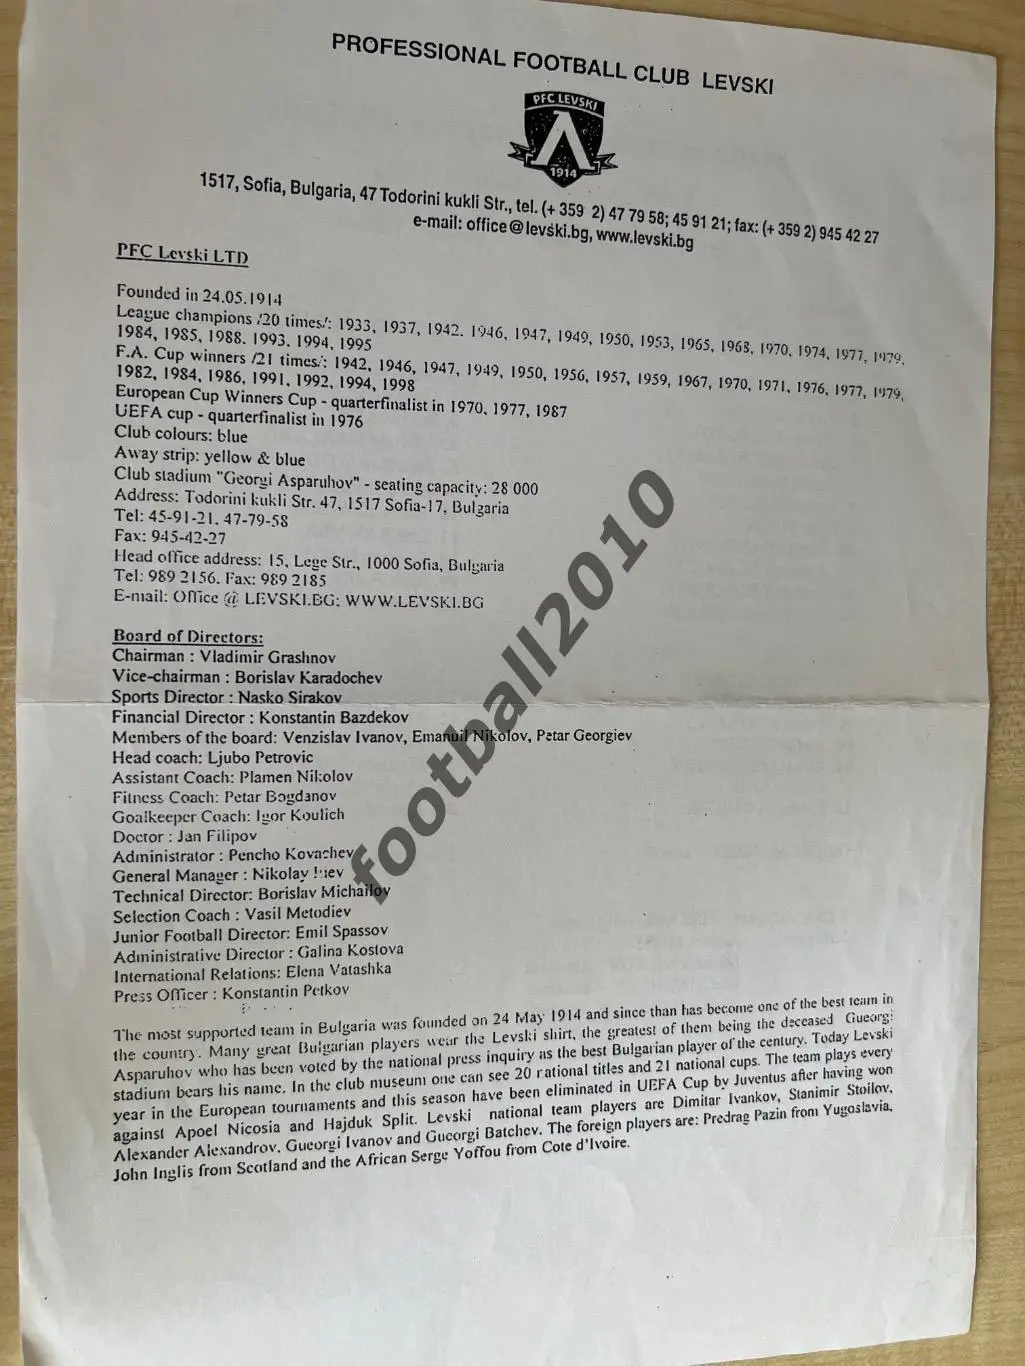 PROFESSIONAL FOOTBALL CLUB LEVSKI
PFC LEVSKI
1914
1517, Sofia, Bulgaria, 47 Todorini kukli Str., tel. (+ 359 2) 47 79 58; 45 91 21; fax: (+ 359 2) 945 42 27
e-mail: office@levski.bg, www.levski.bg
PFC Levski LTD
Founded in 24.05.1914
League champions /20 times/: 1933, 1937, 1942. 1946, 1947, 1949, 1950, 1953, 1965, 1968, 1970, 1974, 1977, 1979.
1984, 1985, 1988. 1993. 1994, 1995
F.A. Cup winners /21 times/: 1942, 1946, 1947, 1949, 1950, 1956, 1957, 1959, 1967, 1970, 1971, 1976, 1977, 1979,
1982, 1984, 1986, 1991, 1992, 1994, 1998
European Cup Winners Cup - quarterfinalist in 1970, 1977, 1987
UEFA cup - quarterfinalist in 1976
Club colours: blue
Away strip: yellow & blue
Club stadium "Georgi Asparuhov" - seating capacity: 28 000
Address: Todorini kukli Str. 47, 1517 Sofia-17, Bulgaria
Tel: 45-91-21. 47-79-58
Fax: 945-42-27
Head office address: 15, Lege Str., 1000 Sofia, Bulgaria
Tel: 989 2156. Fax: 989 2185
E-mail: Office @ LEVSKI.BG; WWW.LEVSKI.BG
Board of Directors:
Chairman : Vladimir Grashnov
Vice-chairman : Borislav Karadochev
Sports Director : Nasko Sirakov
Financial Director : Konstantin Bazdekov
Members of the board: Venzislav Ivanov, Emanuil Nikolov, Petar Georgiev
Head coach: Ljubo Petrovic
Assistant Coach: Plamen Nikolov
Fitness Coach: Petar Bogdanov
Goalkeeper Coach: Igor Koulich
Doctor : Jan Filipov
Administrator : Pencho Kovachev
General Manager : Nikolay
Technical Director: Borislav Michailov
Selection Coach : Vasil Metodiev
Junior Football Director: Emil Spassov
Administrative Director : Galina Kostova
International Relations: Elena Vatashka
Press Officer : Konstantin Petkov
The most supported team in Bulgaria was founded on 24 May 1914 and since than has become one of the best team in
the country. Many great Bulgarian players wear the Levski shirt, the greatest of them being the deceased Gueorgi
Asparuhov who has been voted by the national press inquiry as the best Bulgarian player of the century. Today Levski
stadium bears his name. In the club museum one can see 20 national titles and 21 national cups. The team plays every
year in the European tournaments and this season have been eliminated in UEFA Cup by Juventus after having won
against Apoel Nicosia and Hajduk Split. Levski national team players are Dimitar Ivankov, Stanimir Stoilov,
Alexander Alexandrov, Gueorgi Ivanov and Gueorgi Batchev. The foreign players are: Predrag Pazin from Yugoslavia,
John Inglis from Scotland and the African Serge Yoffou from Cote d'Ivoire.
football2010